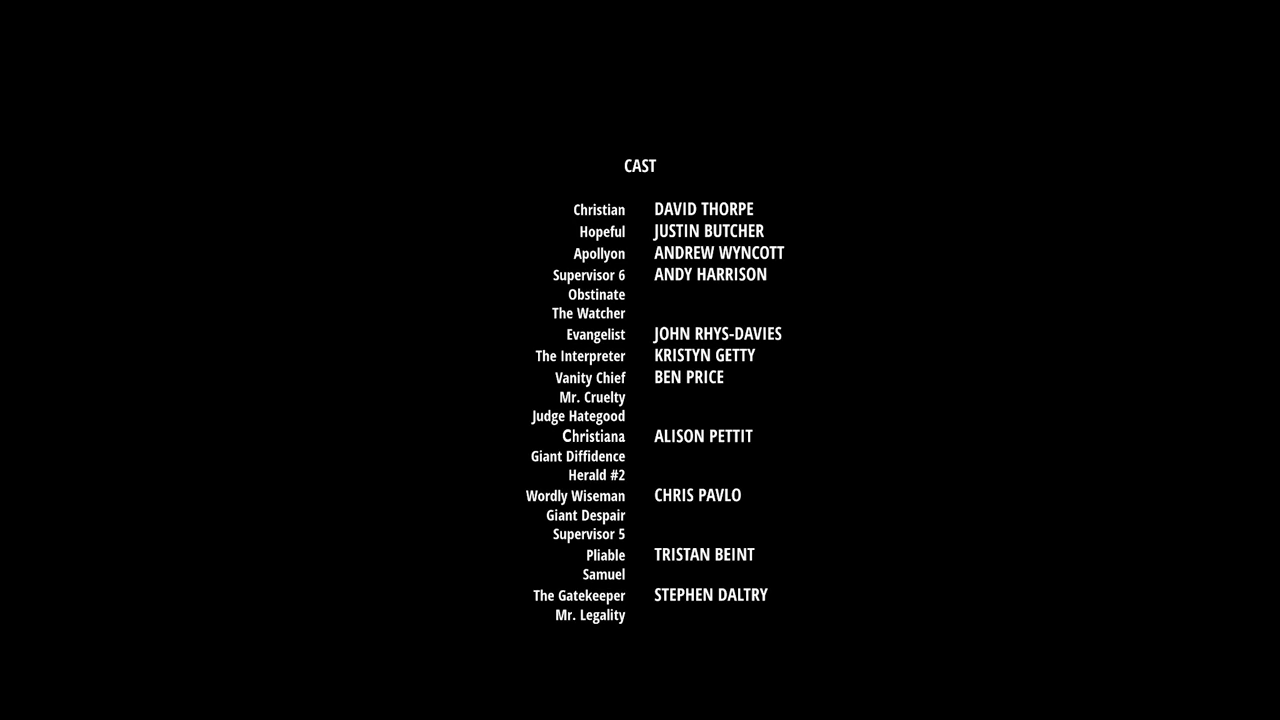 CAST
Christian DAVID THORPE
Hopeful JUSTIN BUTCHER
Apollyon ANDREW WYNCOTT
Supervisor 6 ANDY HARRISON
Obstinate
The Watcher
Evangelist JOHN RHYS-DAVIES
The Interpreter KRISTYN GETTY
Vanity Chief BEN PRICE
Mr. Cruelty
Judge Hategood
Christiana ALISON PETTIT
Giant Diffidence
Herald #2
Wordly Wiseman CHRIS PAVLO
Giant Despair
Supervisor 5
Pliable TRISTAN BEINT
Samuel
The Gatekeeper STEPHEN DALTRY
Mr. Legality